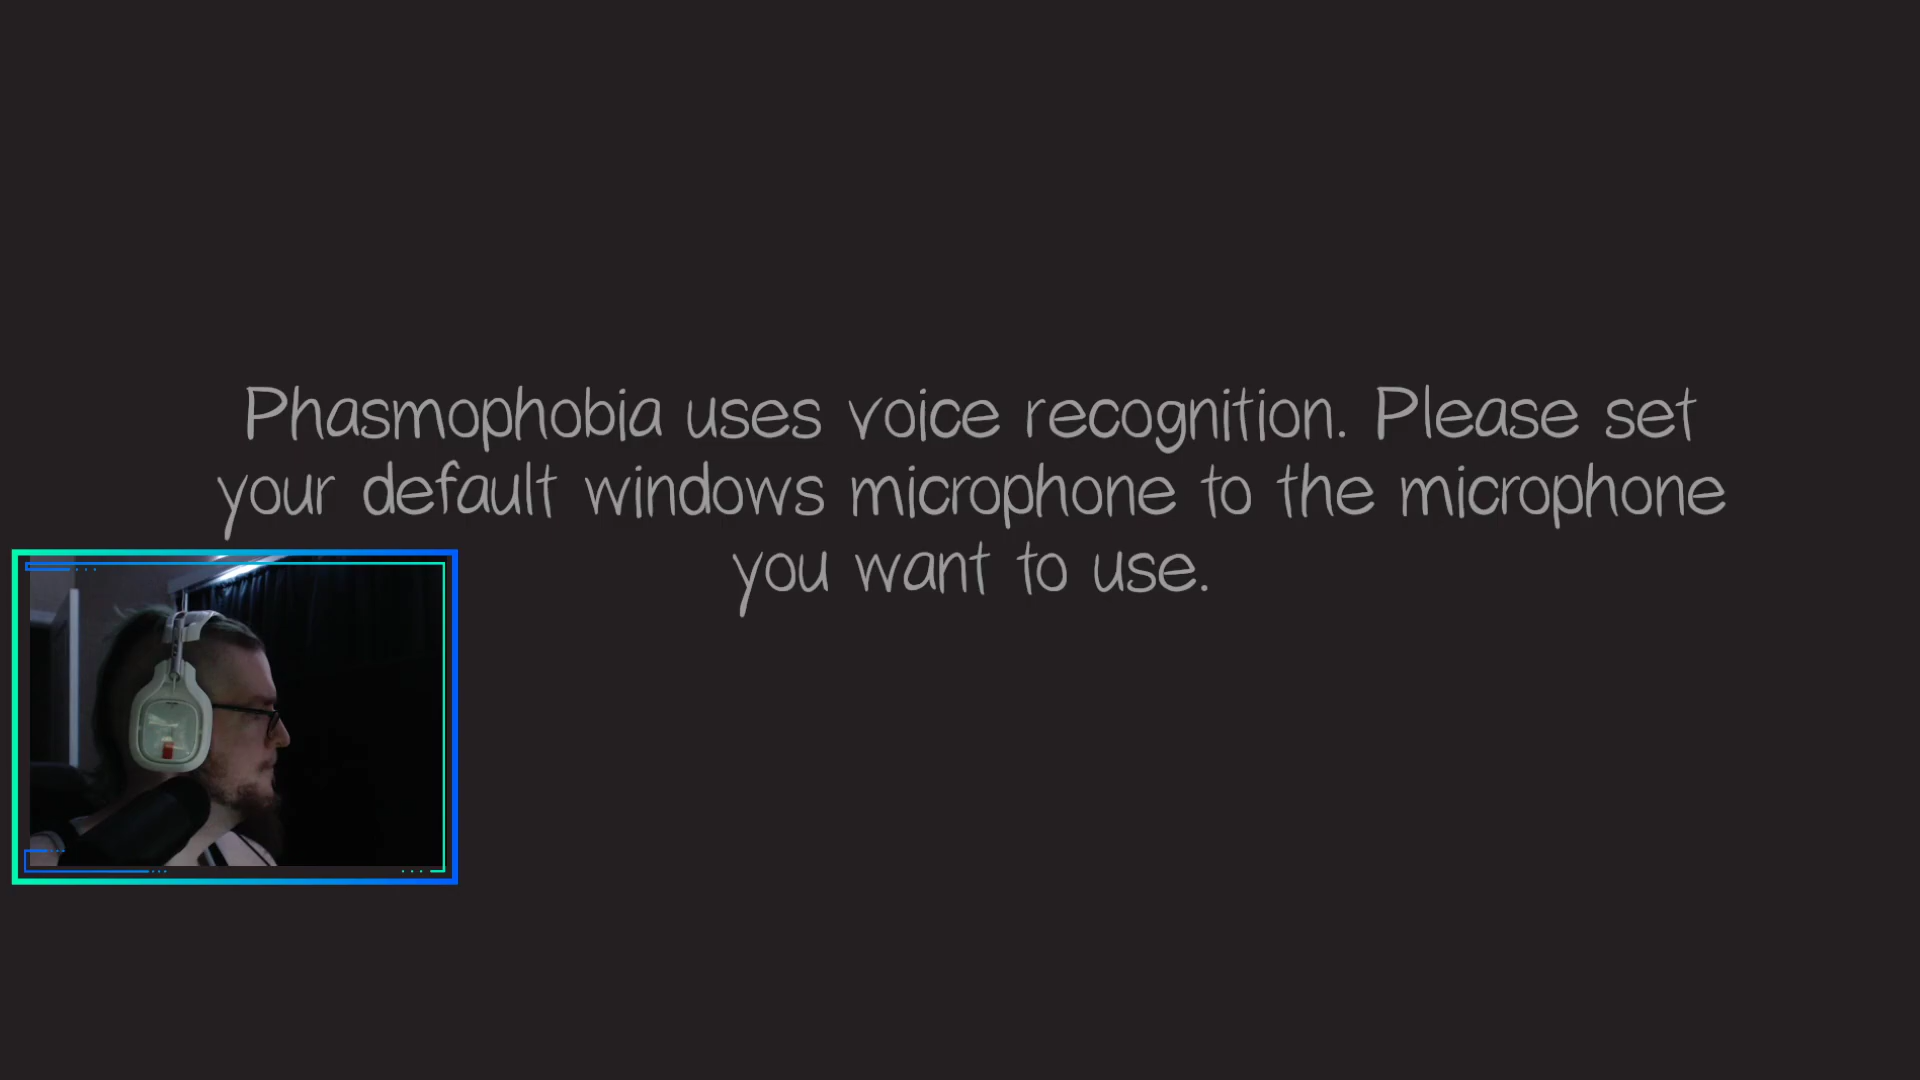 Phasmophobia uses voice recognition. Please set
your default windows microphone to the microphone
you want to use.